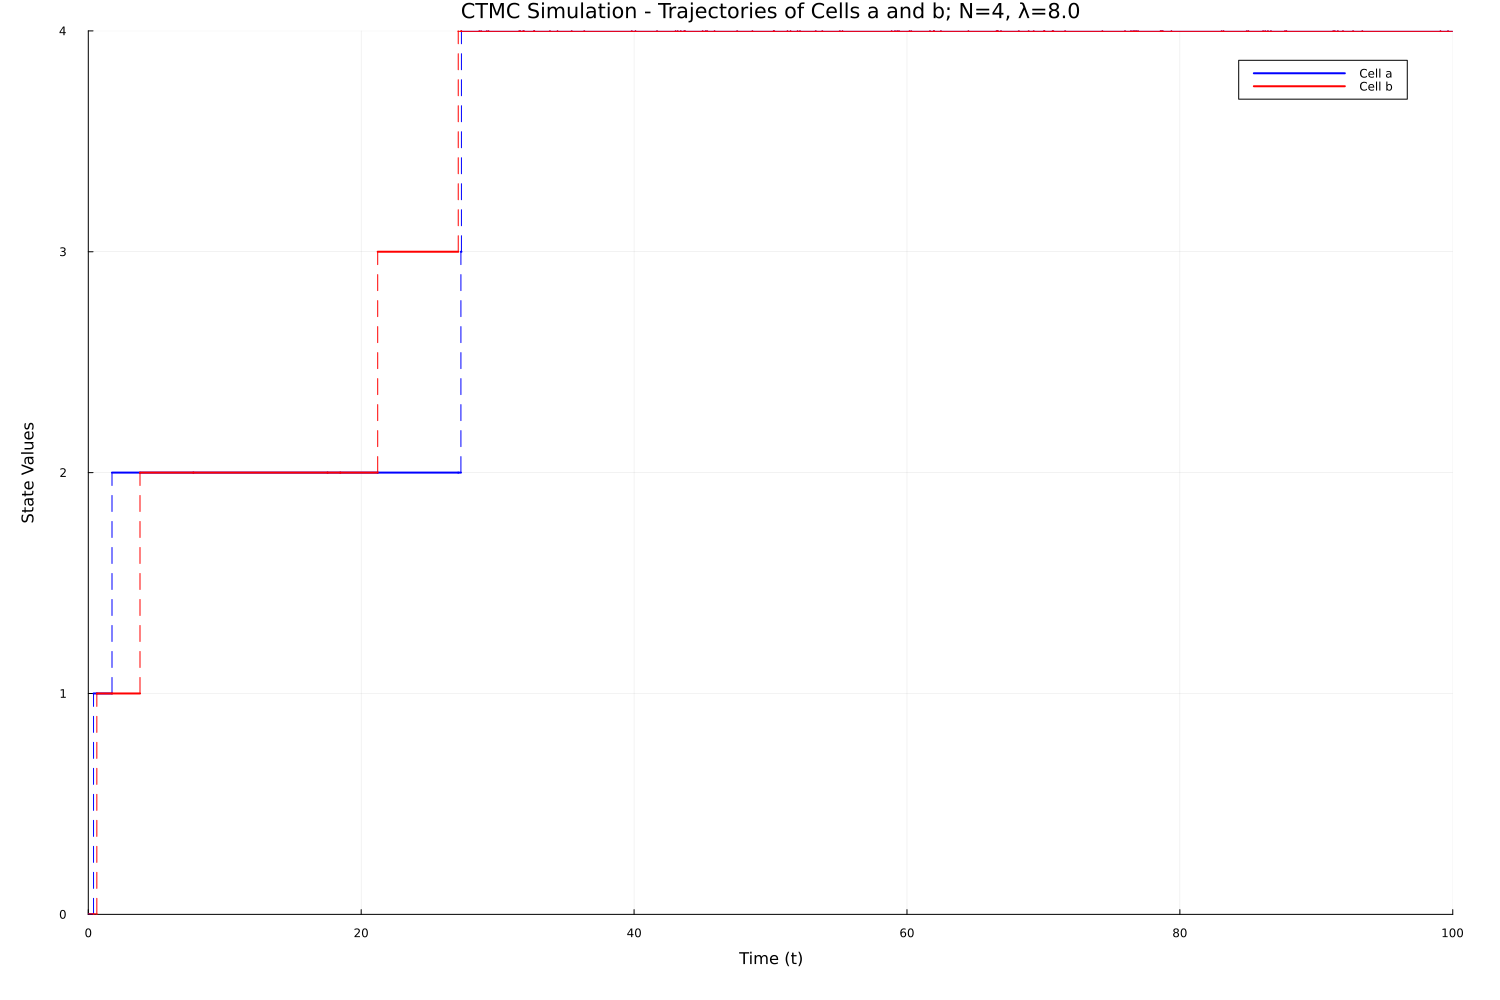 CTMC Simulation - Trajectories of Cells a and b; N=4, λ=8.0
4
Cell a
Cell b
3
State Values
2
1
0
0 20 40 60 80 100
Time (t)